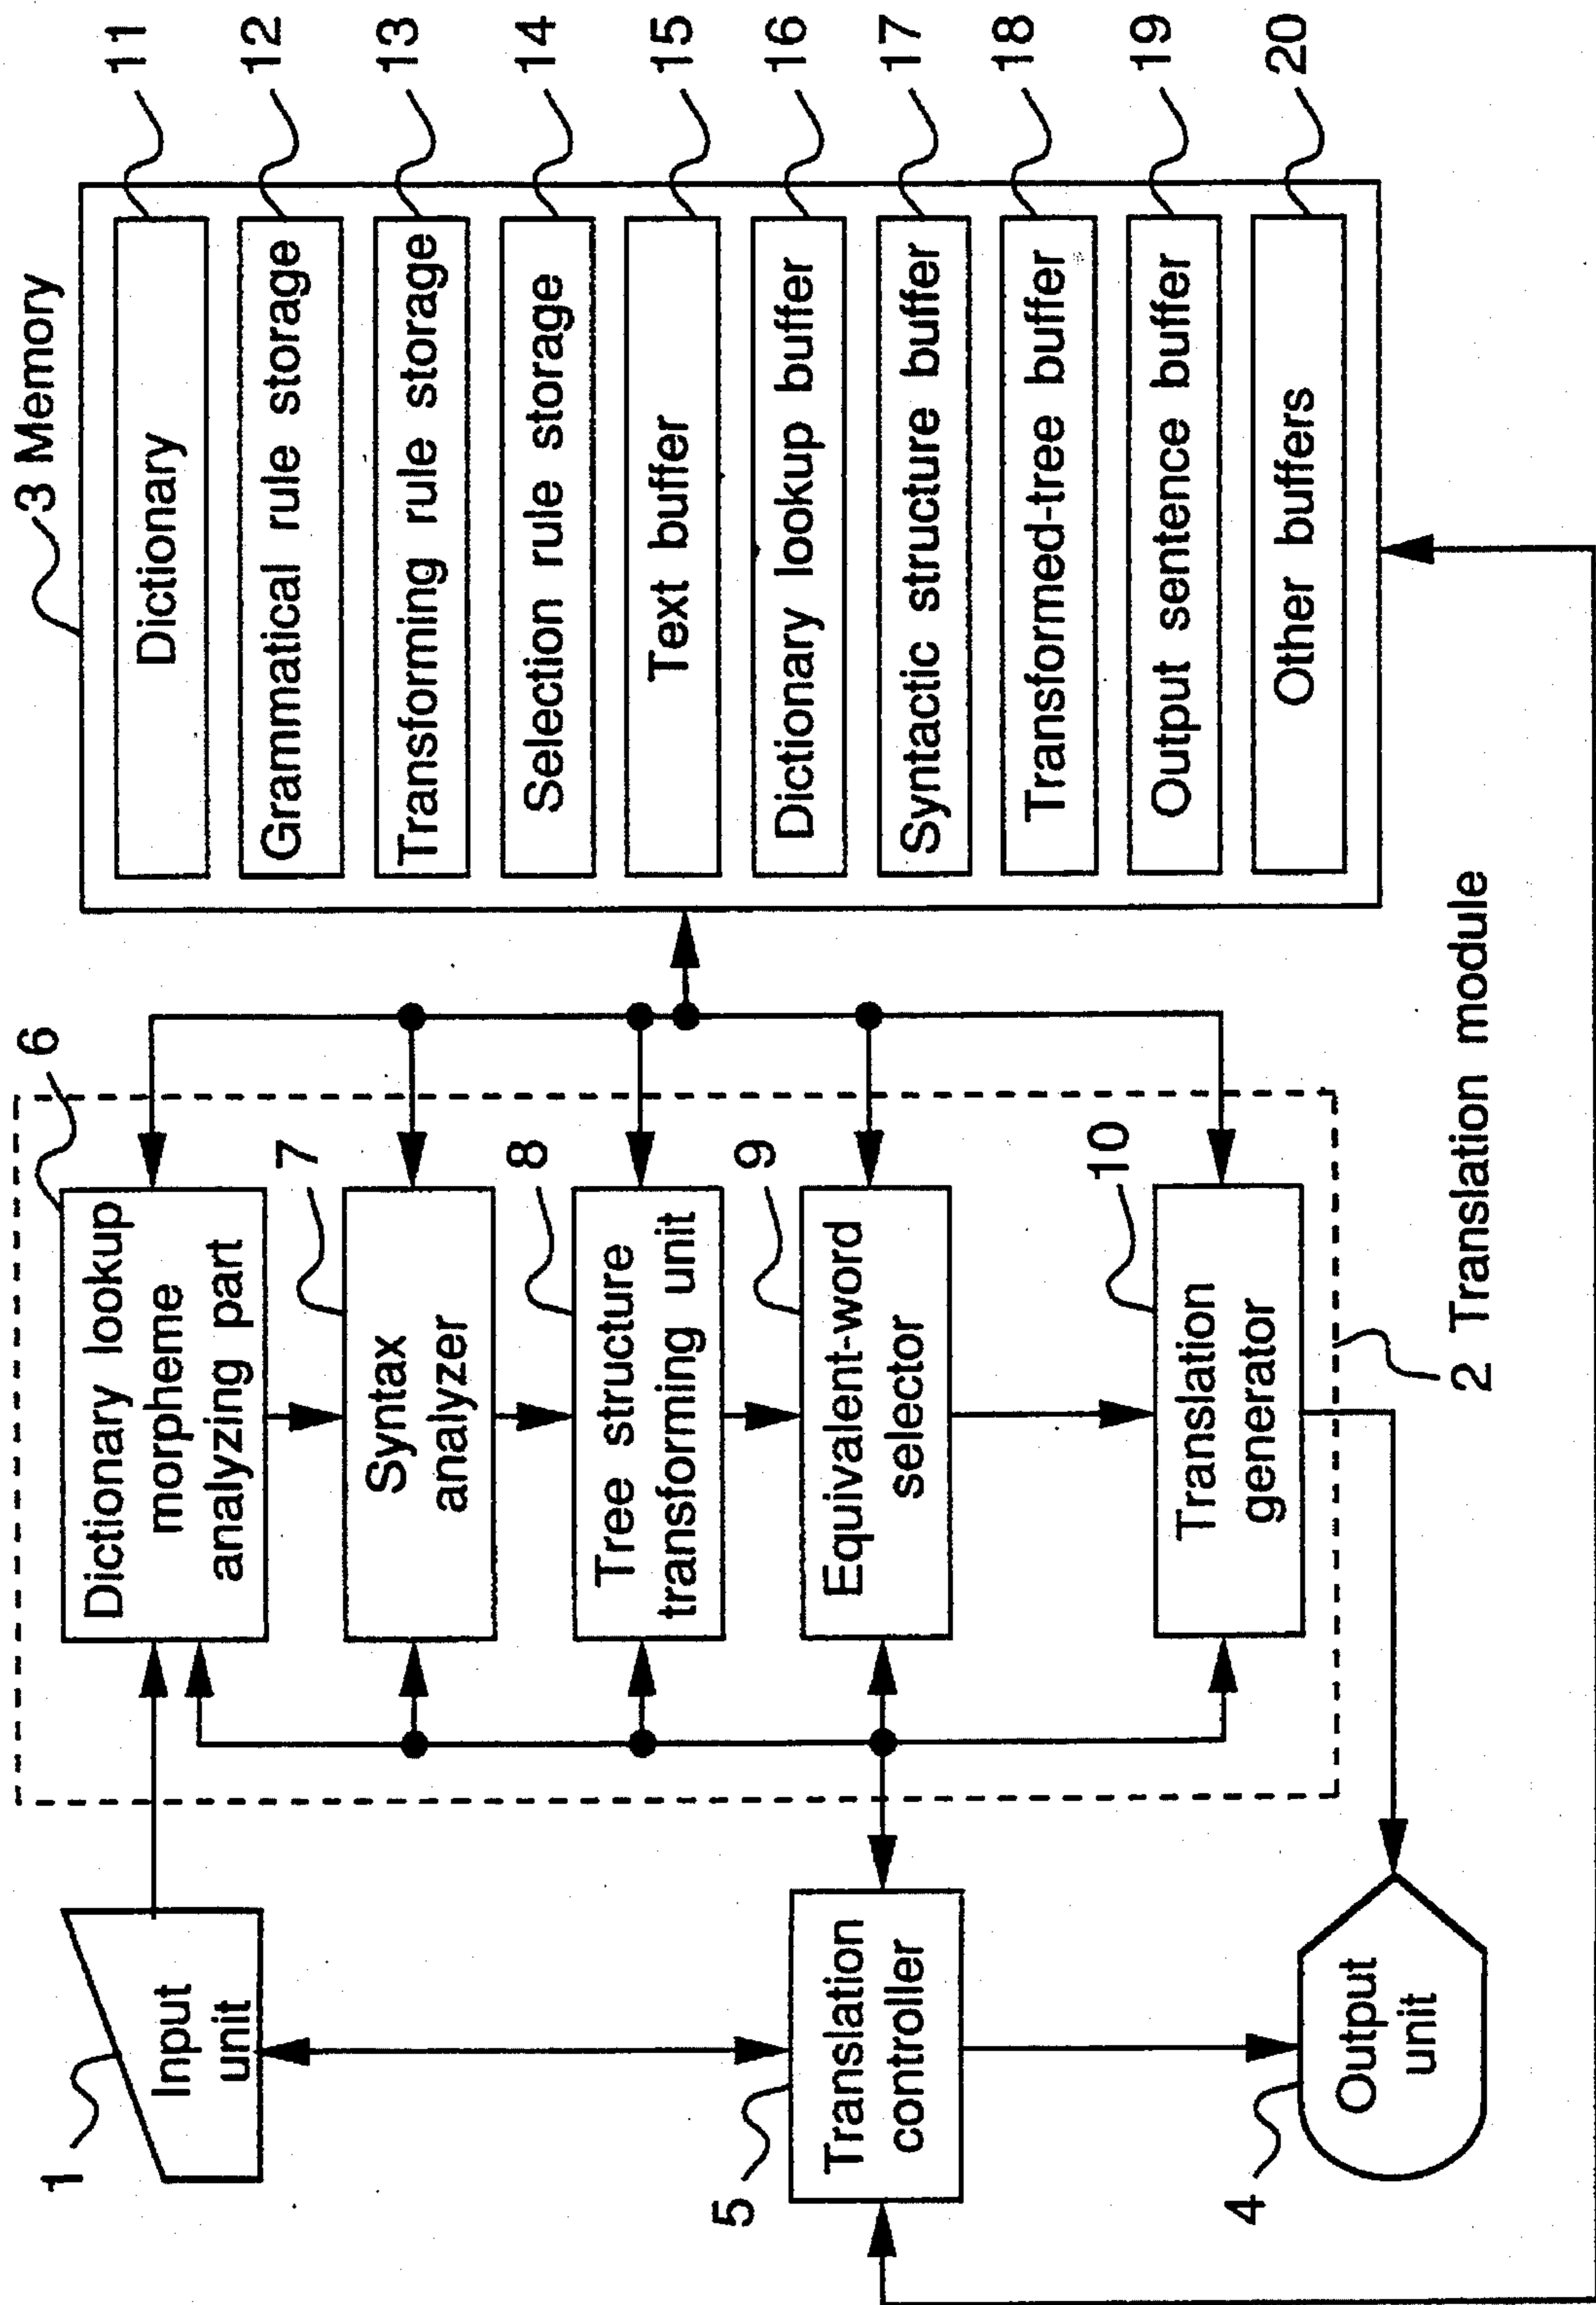 1
Input
unit
5
Translation
controller
4
Output
unit
6
Dictionary lookup
morpheme
analyzing part
7
Syntax
analyzer
8
Tree structure
transforming unit
9
Equivalent-word
selector
10
Translation
generator
2 Translation module
3 Memory
Dictionary
11
Grammatical rule storage
12
Transforming rule storage
13
Selection rule storage
14
Text buffer
15
Dictionary lookup buffer
16
Syntactic structure buffer
17
Transformed-tree buffer
18
Output sentence buffer
19
Other buffers
20